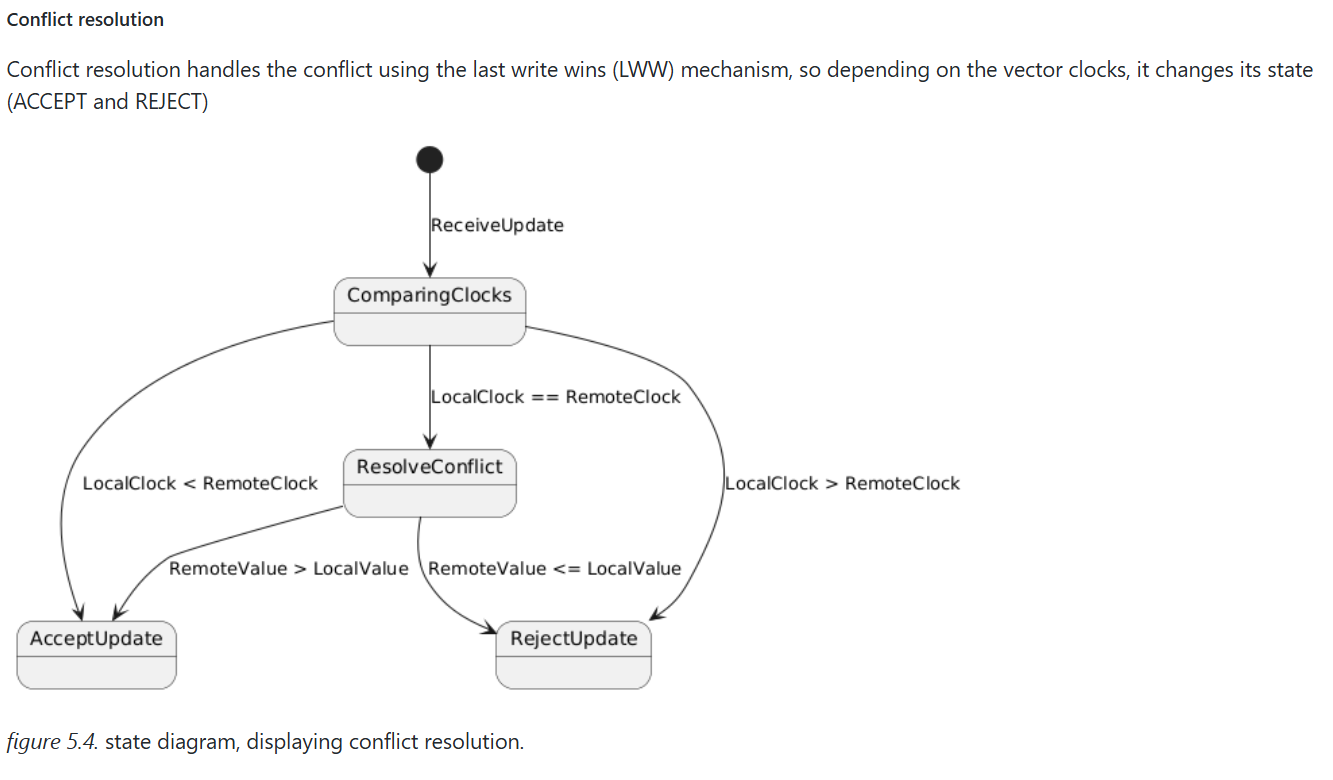 Conflict resolution
Conflict resolution handles the conflict using the last write wins (LWW) mechanism, so depending on the vector clocks, it changes its state
(ACCEPT and REJECT)
ReceiveUpdate
ComparingClocks
LocalClock == RemoteClock
ResolveConflict
LocalClock < RemoteClock
LocalClock > RemoteClock
RemoteValue > LocalValue
RemoteValue <= LocalValue
AcceptUpdate
RejectUpdate
figure 5.4. state diagram, displaying conflict resolution.